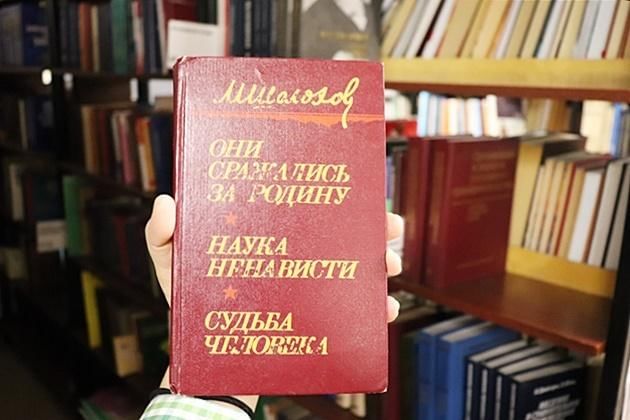 М. Шолохов
ОНИ
СРАЖАЛИСЬ
ЗА РОДИНУ
НАУКА
НЕНАВИСТИ
СУДЬБА
ЧЕЛОВЕКА